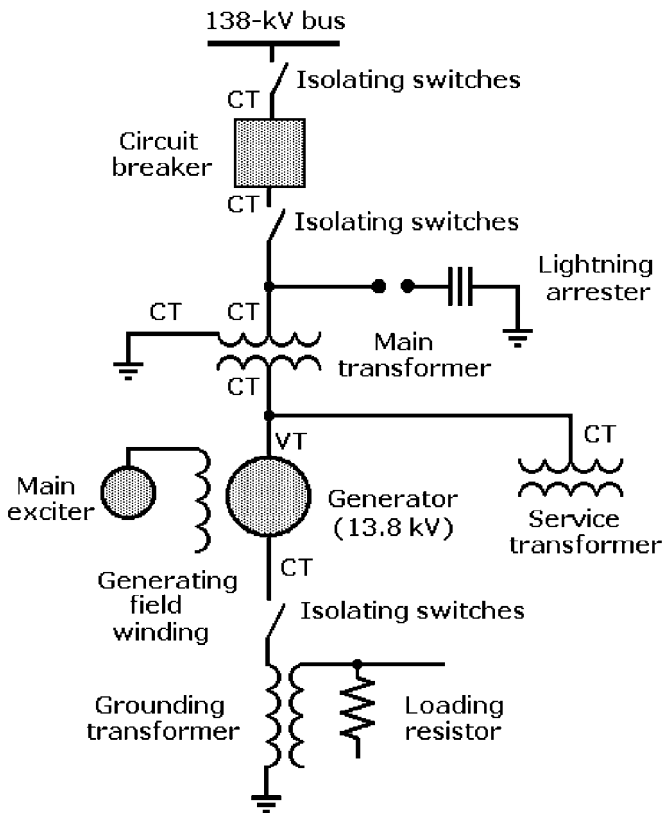 138-kV bus
Isolating switches
CT
Circuit
breaker
CT
Isolating switches
Lightning
arrester
CT
CT
Main
transformer
CT
VT
CT
Main
exciter
Generator
(13.8 kV)
Service
transformer
CT
Generating
field
winding
Isolating switches
Grounding
transformer
Loading
resistor